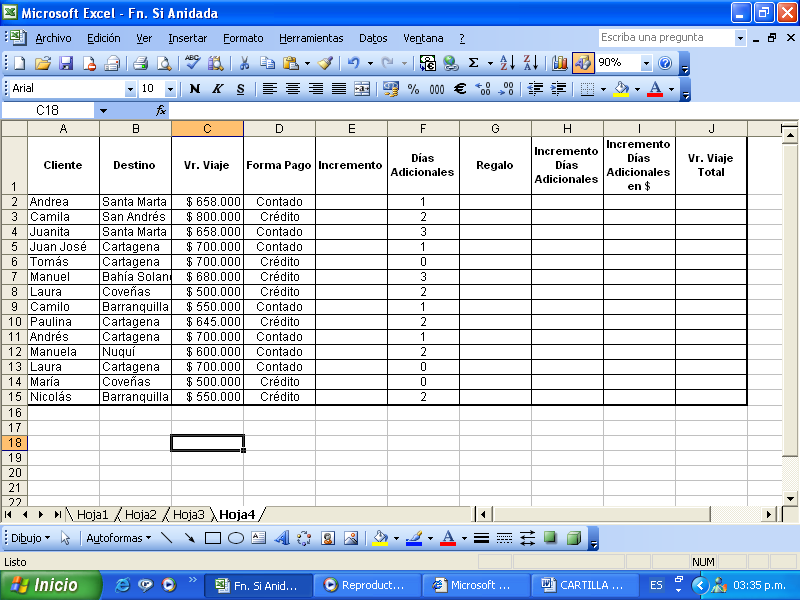 Microsoft Excel - Fn. Si Anidada
Archivo Edición Ver Insertar Formato Herramientas Datos Ventana ? Escriba una pregunta
Σ 90%
Arial 10 N K S % 000 €
C18 fx
A B C D E F G H I J
1 Cliente Destino Vr. Viaje Forma Pago Incremento Días Adicionales Regalo Incremento Días Adicionales Incremento Días Adicionales en $ Vr. Viaje Total
2 Andrea Santa Marta $ 658.000 Contado 1
3 Camila San Andrés $ 800.000 Crédito 2
4 Juanita Santa Marta $ 658.000 Contado 3
5 Juan José Cartagena $ 700.000 Contado 1
6 Tomás Cartagena $ 700.000 Crédito 0
7 Manuel Bahía Solan $ 680.000 Crédito 3
8 Laura Coveñas $ 500.000 Crédito 2
9 Camilo Barranquilla $ 550.000 Contado 1
10 Paulina Cartagena $ 645.000 Crédito 2
11 Andrés Cartagena $ 700.000 Contado 1
12 Manuela Nuquí $ 600.000 Contado 2
13 Laura Cartagena $ 700.000 Contado 0
14 María Coveñas $ 500.000 Crédito 0
15 Nicolás Barranquilla $ 550.000 Crédito 2
16
17
18
19
20
21
22
Hoja1 Hoja2 Hoja3 Hoja4
Dibujo Autoformas
Listo NUM
Inicio Fn. Si Anid... Reproduct... Microsoft ... CARTILLA ... ES 03:35 p.m.